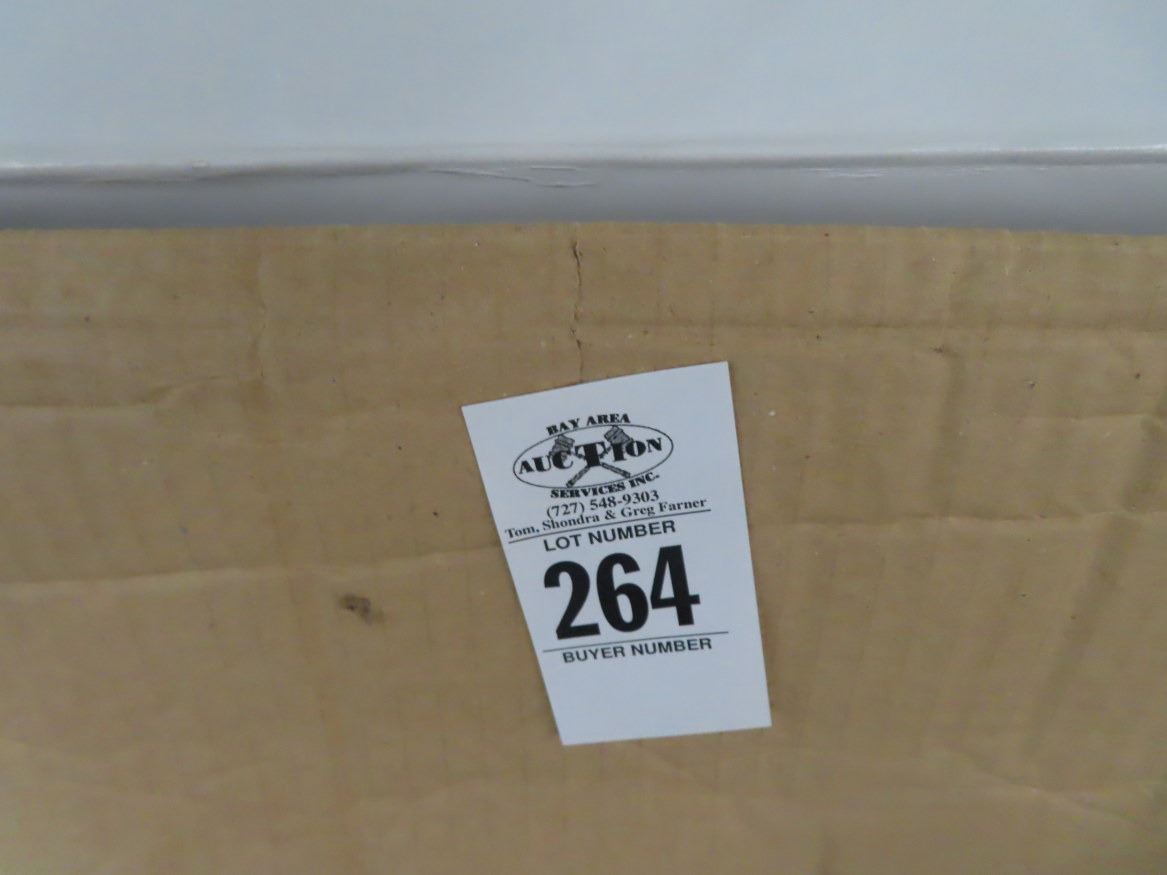 BAY AREA
AUCTION
SERVICES INC.
(727) 548-9303
Tom, Shondra & Greg Farner
LOT NUMBER
264
BUYER NUMBER